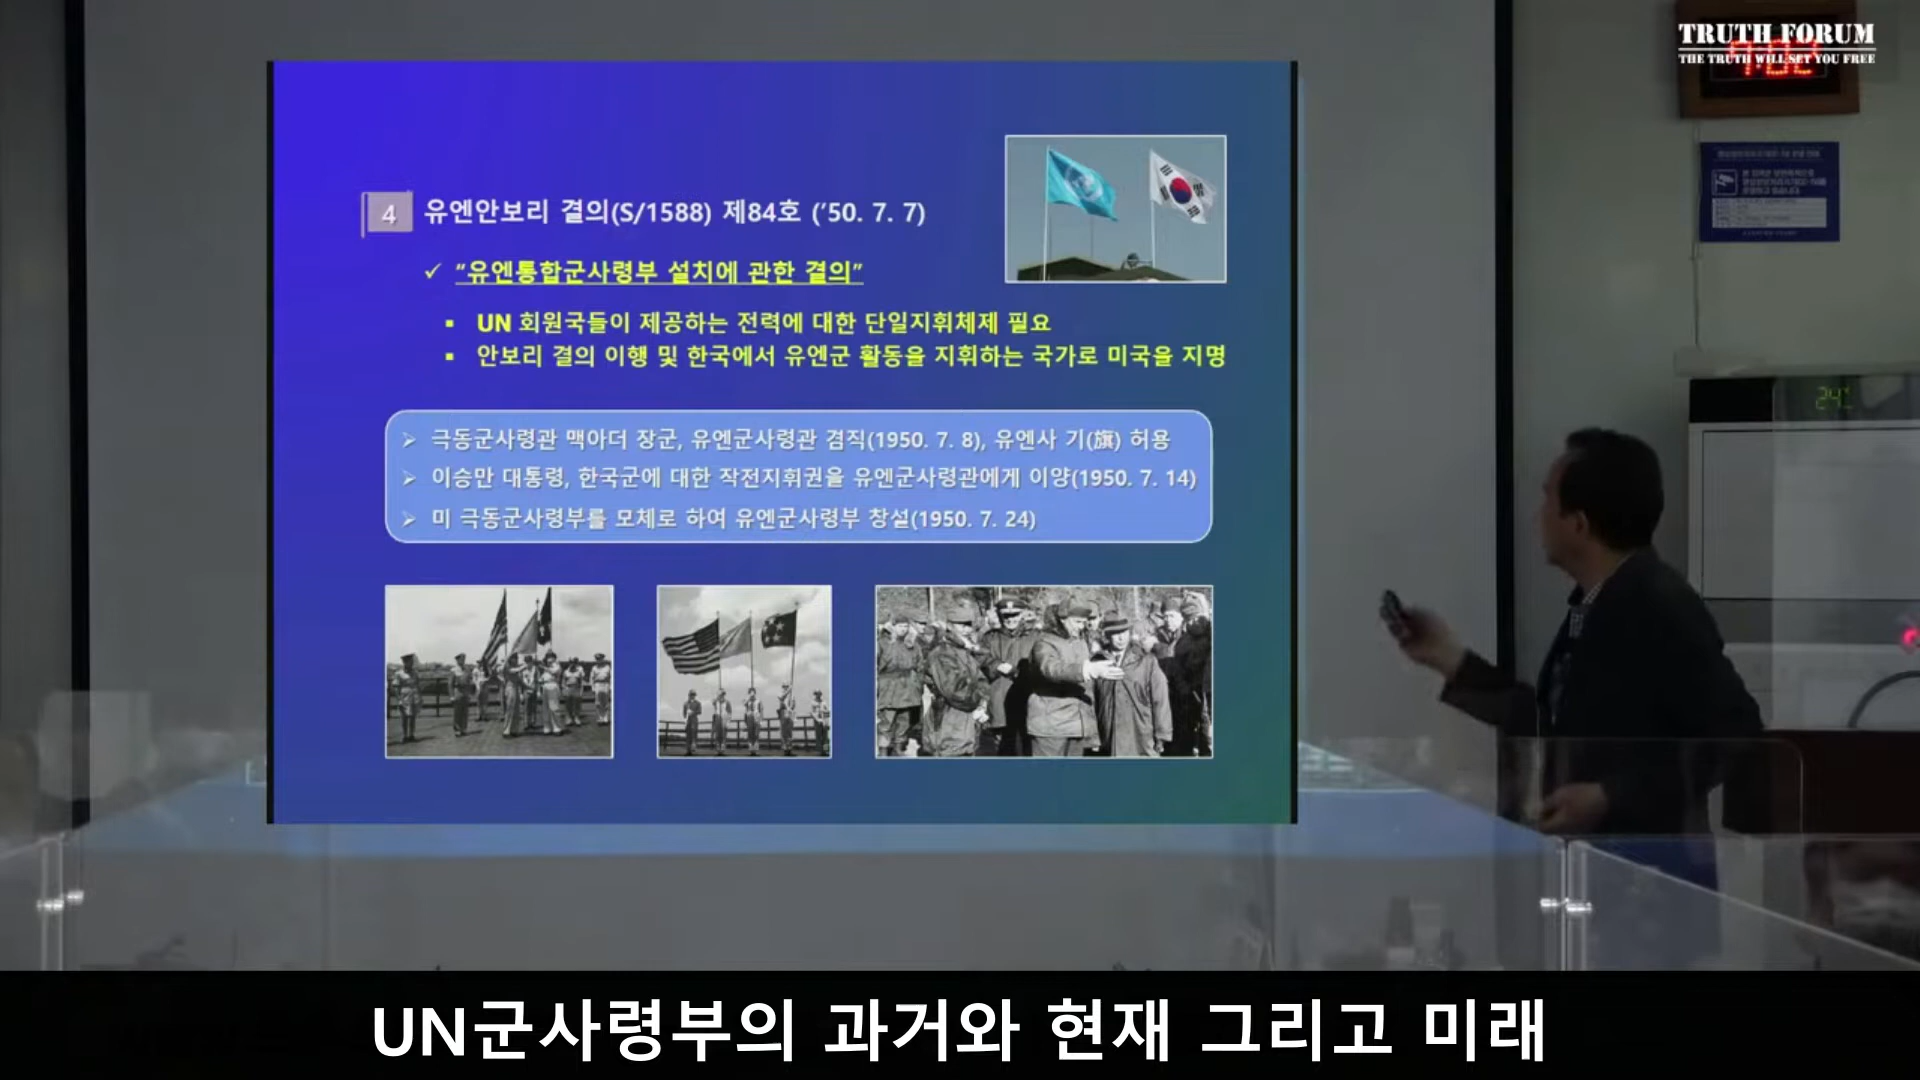 TRUTH FORUM
THE TRUTH WILL SET YOU FREE
4 유엔안보리 결의(S/1588) 제84호 (’50. 7. 7)
✓ “유엔통합군사령부 설치에 관한 결의”
▪ UN 회원국들이 제공하는 전력에 대한 단일지휘체제 필요
▪ 안보리 결의 이행 및 한국에서 유엔군 활동을 지휘하는 국가로 미국을 지명
➢ 극동군사령관 맥아더 장군, 유엔군사령관 겸직(1950. 7. 8), 유엔사 기(旗) 허용
➢ 이승만 대통령, 한국군에 대한 작전지휘권을 유엔군사령관에게 이양(1950. 7. 14)
➢ 미 극동군사령부를 모체로 하여 유엔군사령부 창설(1950. 7. 24)
24
UN군사령부의 과거와 현재 그리고 미래